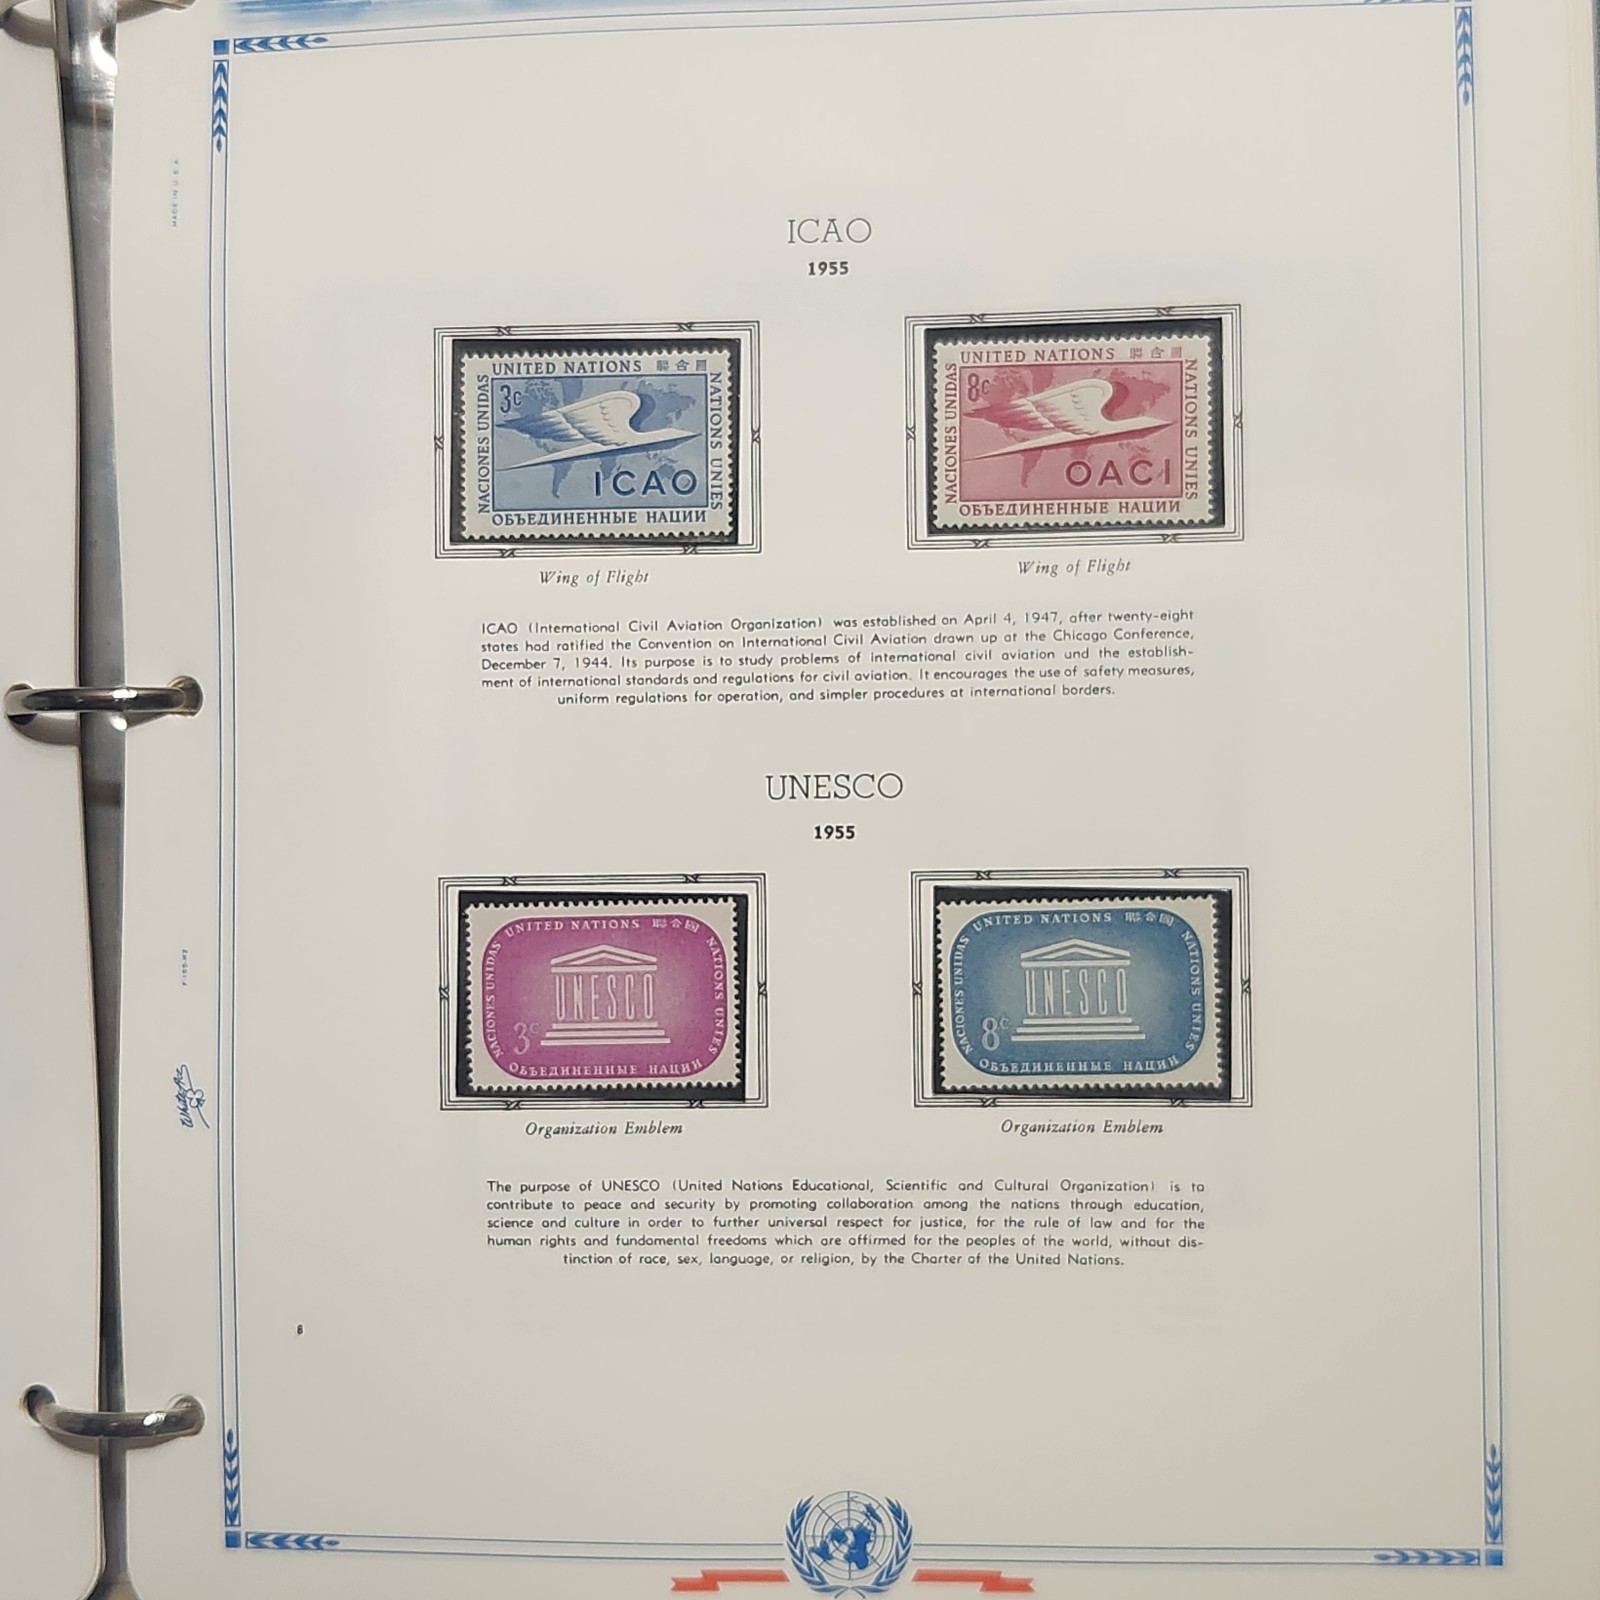 MADE IN U. S. A.
ICAO
1955
UNITED NATIONS 聯合國
NACIONES UNIDAS
3c
NATIONS UNIES
ICAO
ОБЪЕДИНЕННЫЕ НАЦИИ
UNITED NATIONS 聯合國
NACIONES UNIDAS
8c
NATIONS UNIES
OACI
ОБЪЕДИНЕННЫЕ НАЦИИ
Wing of Flight
Wing of Flight
ICAO (International Civil Aviation Organization) was established on April 4, 1947, after twenty-eight
states had ratified the Convention on International Civil Aviation drawn up at the Chicago Conference,
December 7, 1944. Its purpose is to study problems of international civil aviation und the establish-
ment of international standards and regulations for civil aviation. It encourages the use of safety measures,
uniform regulations for operation, and simpler procedures at international borders.
UNESCO
1955
UNITED NATIONS 聯合國
NACIONES UNIDAS
NATIONS UNIES
UNESCO
3c
ОБЪЕДИНЕННЫЕ НАЦИИ
UNITED NATIONS 聯合國
NACIONES UNIDAS
NATIONS UNIES
UNESCO
8c
ОБЪЕДИНЕННЫЕ НАЦИИ
Organization Emblem
Organization Emblem
The purpose of UNESCO (United Nations Educational, Scientific and Cultural Organization) is to
contribute to peace and security by promoting collaboration among the nations through education,
science and culture in order to further universal respect for justice, for the rule of law and for the
human rights and fundamental freedoms which are affirmed for the peoples of the world, without dis-
tinction of race, sex, language, or religion, by the Charter of the United Nations.
White Ace